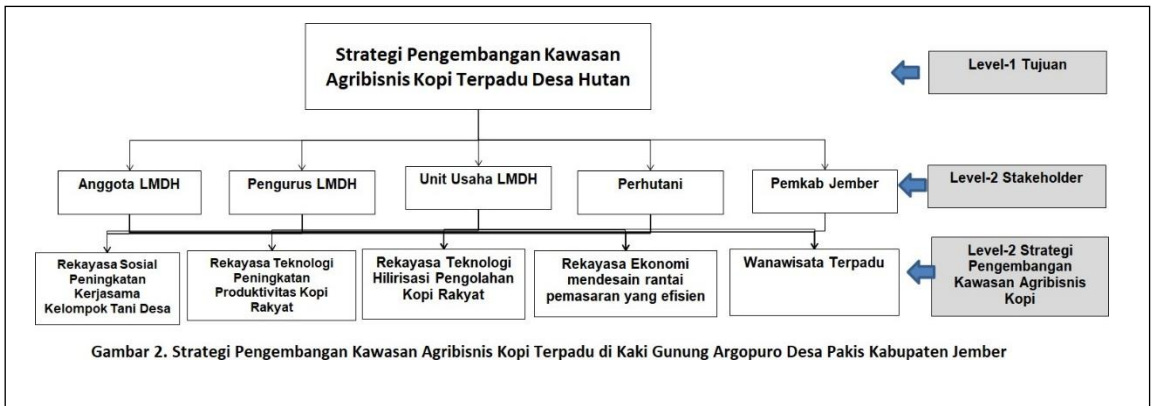 Strategi Pengembangan Kawasan
Agribisnis Kopi Terpadu Desa Hutan
Level-1 Tujuan
Anggota LMDH
Pengurus LMDH
Unit Usaha LMDH
Perhutani
Pemkab Jember
Level-2 Stakeholder
Rekayasa Sosial
Peningkatan
Kerjasama
Kelompok Tani Desa
Rekayasa Teknologi
Peningkatan
Produktivitas Kopi
Rakyat
Rekayasa Teknologi
Hilirisasi Pengolahan
Kopi Rakyat
Rekayasa Ekonomi
mendesain rantai
pemasaran yang efisien
Wanawisata Terpadu
Level-2 Strategi
Pengembangan
Kawasan Agribisnis
Kopi
Gambar 2. Strategi Pengembangan Kawasan Agribisnis Kopi Terpadu di Kaki Gunung Argopuro Desa Pakis Kabupaten Jember